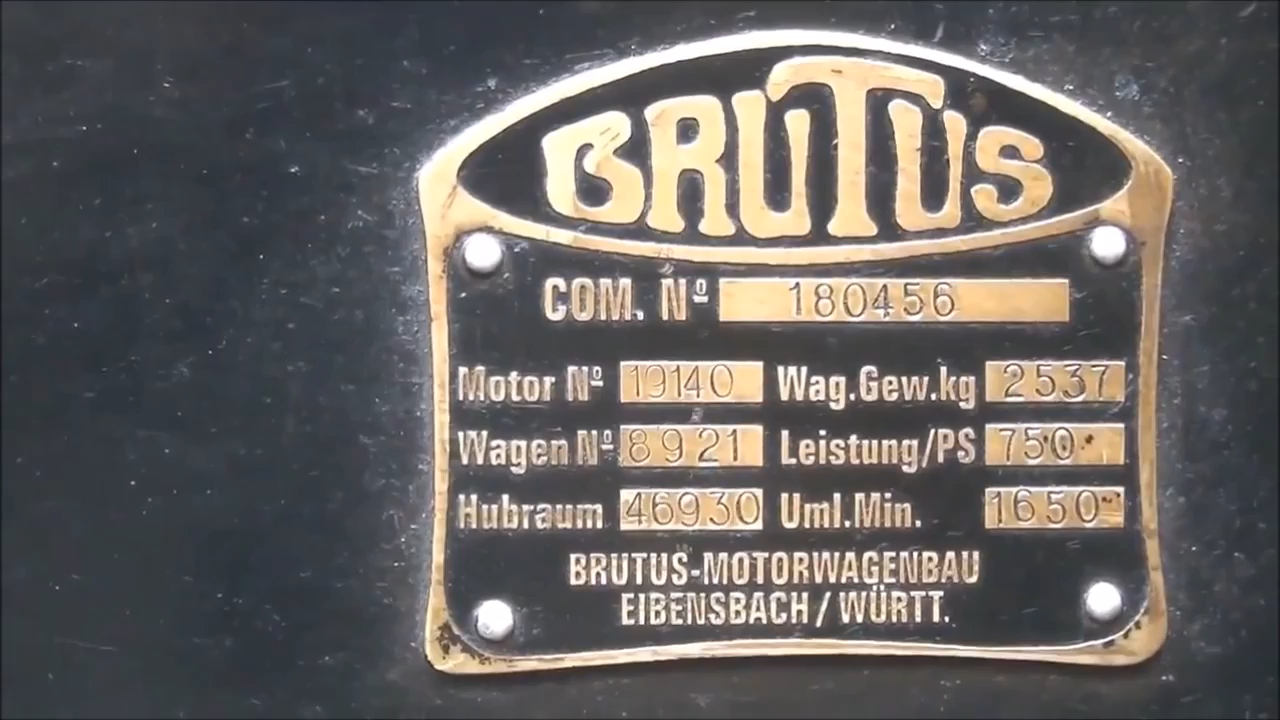 BRUTUS
COM. Nº 180456
Motor Nº 19140 Wag.Gew.kg 2537
Wagen Nº 8921 Leistung/PS 750
Hubraum 46930 Uml.Min. 1650
BRUTUS-MOTORWAGENBAU
EIBENSBACH/WÜRTT.